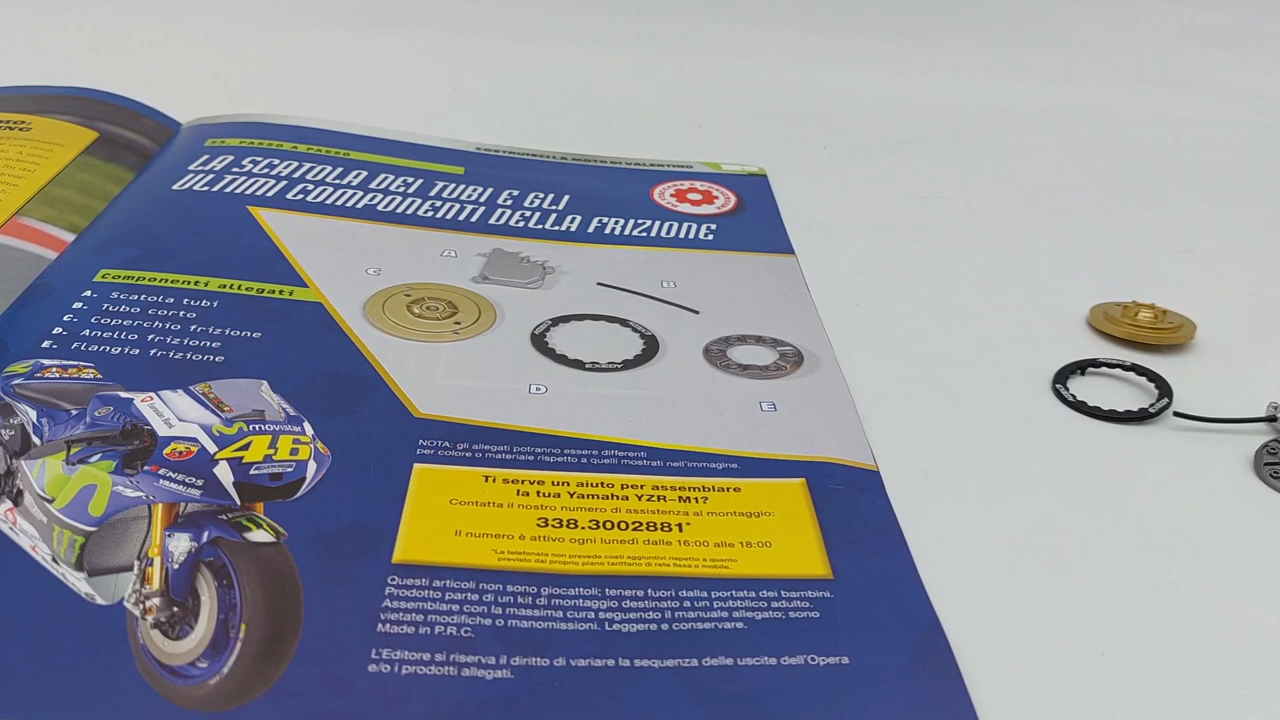 MO:
ING
33. PASSO A PASSO
COSTRUISCI LA MOTO DI VALENTINO
LA SCATOLA DEI TUBI E GLI
ULTIMI COMPONENTI DELLA FRIZIONE
DA STACCARE E CONSERVARE
Componenti allegati
A. Scatola tubi
B. Tubo corto
C. Coperchio frizione
D. Anello frizione
E. Flangia frizione
A
B
C
D
E
EXEDY
movistar
46
ENEOS
YAMALUBE
NOTA: gli allegati potranno essere differenti
per colore o materiale rispetto a quelli mostrati nell'immagine.
Ti serve un aiuto per assemblare
la tua Yamaha YZR-M1?
Contatta il nostro numero di assistenza al montaggio:
338.3002881*
Il numero è attivo ogni lunedì dalle 16:00 alle 18:00
*La telefonata non prevede costi aggiuntivi rispetto a quanto
previsto dal proprio piano tariffario di rete fissa o mobile.
Questi articoli non sono giocattoli; tenere fuori dalla portata dei bambini.
Prodotto parte di un kit di montaggio destinato a un pubblico adulto.
Assemblare con la massima cura seguendo il manuale allegato; sono
vietate modifiche o manomissioni. Leggere e conservare.
Made in P.R.C.
L'Editore si riserva il diritto di variare la sequenza delle uscite dell'Opera
e/o i prodotti allegati.
EXEDY